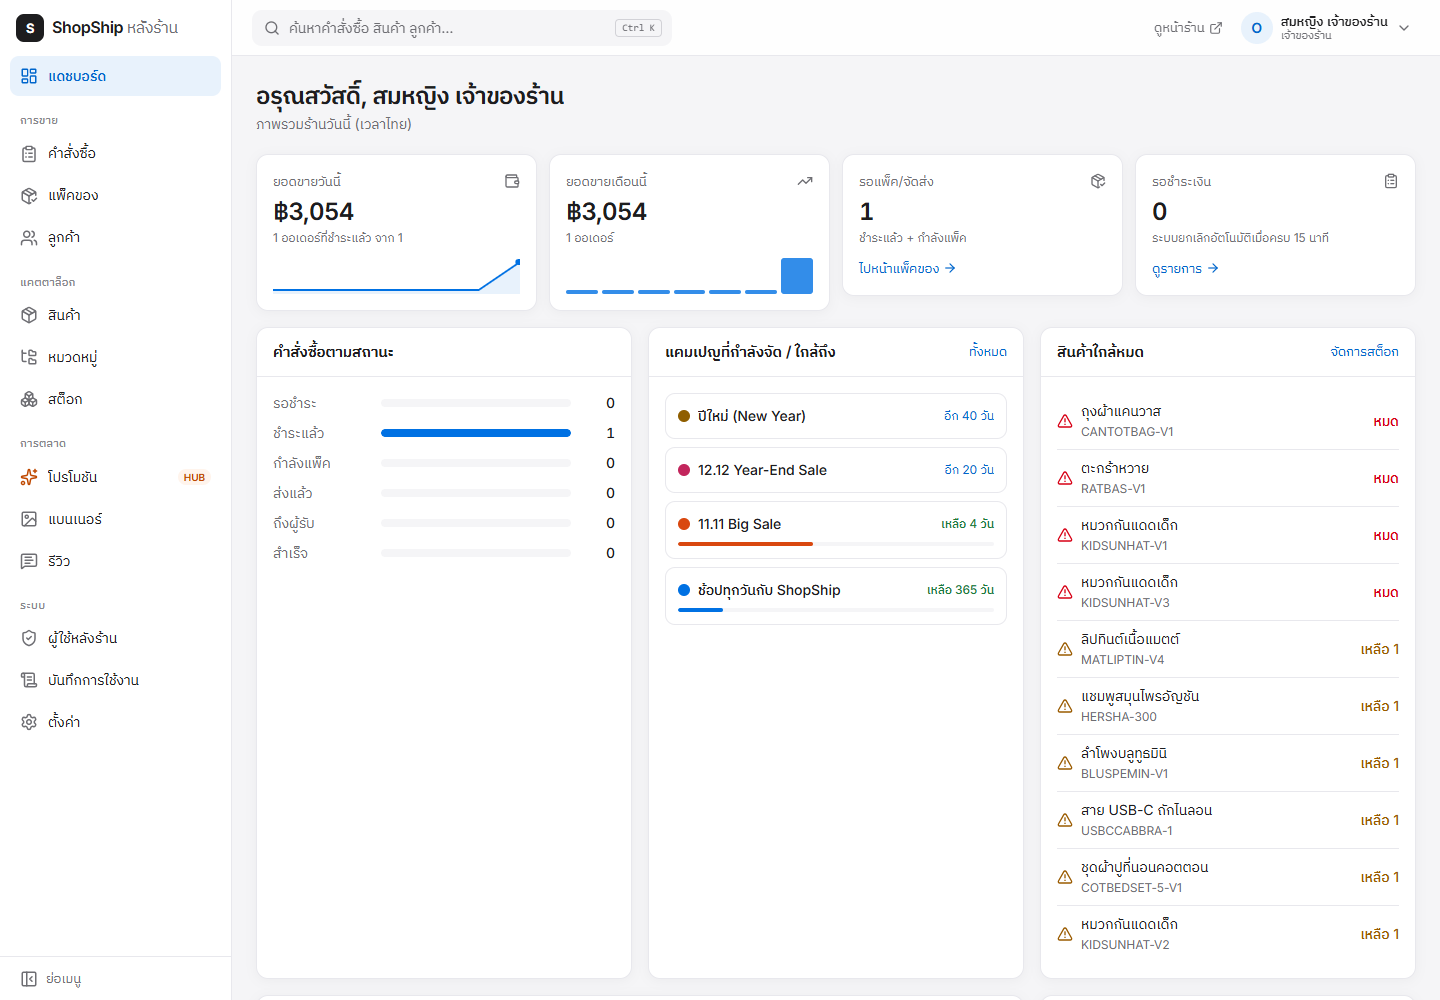 S ShopShip หลังร้าน
ค้นหาคำสั่งซื้อ สินค้า ลูกค้า... Ctrl K
ดูหน้าร้าน
O สมหญิง เจ้าของร้าน
เจ้าของร้าน
แดชบอร์ด
การขาย
คำสั่งซื้อ
แพ็คของ
ลูกค้า
แคตตาล็อก
สินค้า
หมวดหมู่
สต็อก
การตลาด
โปรโมชัน HUB
แบนเนอร์
รีวิว
ระบบ
ผู้ใช้หลังร้าน
บันทึกการใช้งาน
ตั้งค่า
ย่อเมนู
อรุณสวัสดิ์, สมหญิง เจ้าของร้าน
ภาพรวมร้านวันนี้ (เวลาไทย)
ยอดขายวันนี้
฿3,054
1 ออเดอร์ที่ชำระแล้ว จาก 1
ยอดขายเดือนนี้
฿3,054
1 ออเดอร์
รอแพ็ค/จัดส่ง
1
ชำระแล้ว + กำลังแพ็ค
ไปหน้าแพ็คของ
รอชำระเงิน
0
ระบบยกเลิกอัตโนมัติเมื่อครบ 15 นาที
ดูรายการ
คำสั่งซื้อตามสถานะ
รอชำระ 0
ชำระแล้ว 1
กำลังแพ็ค 0
ส่งแล้ว 0
ถึงผู้รับ 0
สำเร็จ 0
แคมเปญที่กำลังจัด / ใกล้ถึง ทั้งหมด
ปีใหม่ (New Year) อีก 40 วัน
12.12 Year-End Sale อีก 20 วัน
11.11 Big Sale เหลือ 4 วัน
ช้อปทุกวันกับ ShopShip เหลือ 365 วัน
สินค้าใกล้หมด จัดการสต็อก
ถุงผ้าแคนวาส
CANTOTBAG-V1 หมด
ตะกร้าหวาย
RATBAS-V1 หมด
หมวกกันแดดเด็ก
KIDSUNHAT-V1 หมด
หมวกกันแดดเด็ก
KIDSUNHAT-V3 หมด
ลิปทินต์เนื้อแมตต์
MATLIPTIN-V4 เหลือ 1
แชมพูสมุนไพรอัญชัน
HERSHA-300 เหลือ 1
ลำโพงบลูทูธมินิ
BLUSPEMIN-V1 เหลือ 1
สาย USB-C ถักไนลอน
USBCCABBRA-1 เหลือ 1
ชุดผ้าปูที่นอนคอตตอน
COTBEDSET-5-V1 เหลือ 1
หมวกกันแดดเด็ก
KIDSUNHAT-V2 เหลือ 1